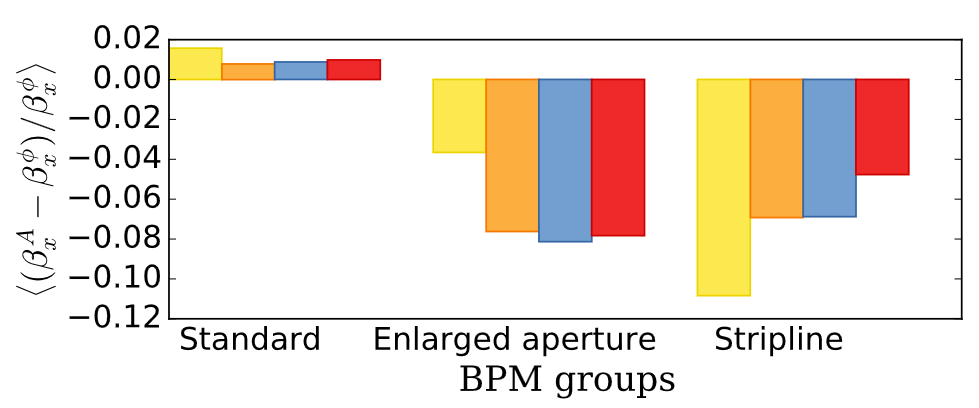 0.02
0.00
−0.02
−0.04
−0.06
−0.08
−0.10
−0.12
⟨(β_x^A − β_x^ϕ)/β_x^ϕ⟩
Standard Enlarged aperture Stripline
BPM groups